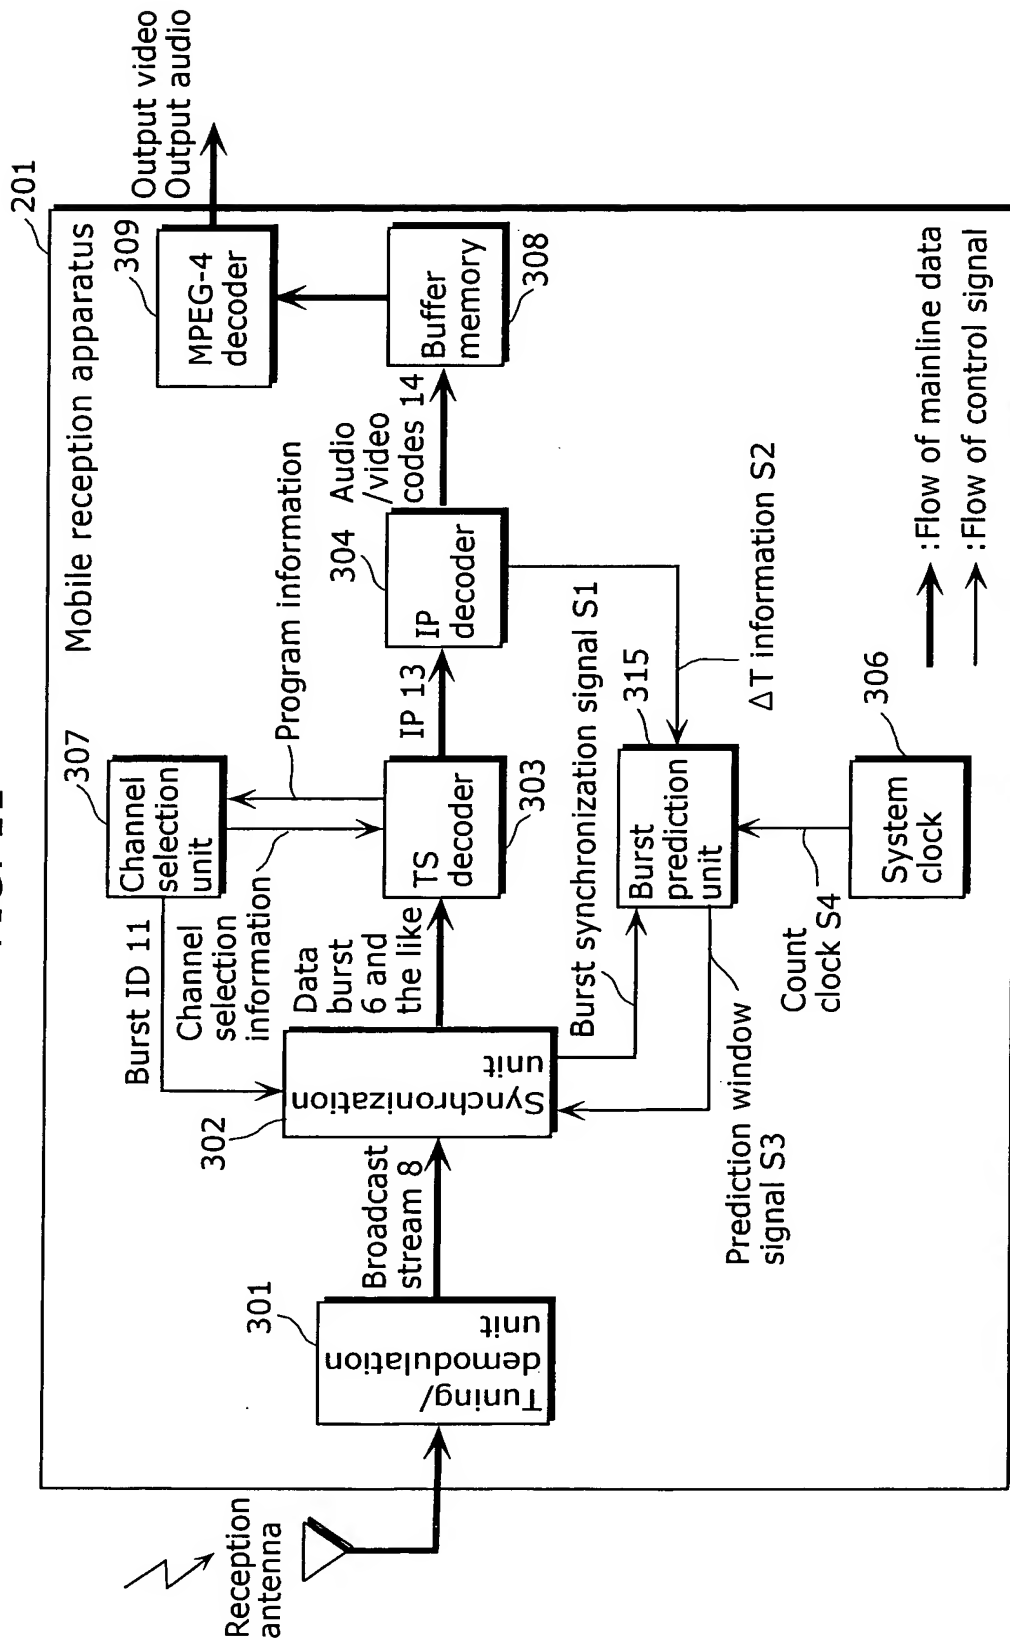 201
Mobile reception apparatus
Output video
Output audio
309
MPEG-4
decoder
Buffer
memory
308
Audio
/video
codes 14
304
IP
decoder
IP 13
Program information
307
Channel
selection
unit
Burst ID 11
Channel
selection
information
TS
decoder
303
Data
burst
6 and
the like
302
Synchronization
unit
Broadcast
stream 8
301
Tuning/
demodulation
unit
Reception
antenna
Burst synchronization signal S1
315
Burst
prediction
unit
ΔT information S2
Prediction window
signal S3
Count
clock S4
306
System
clock
:Flow of mainline data
:Flow of control signal